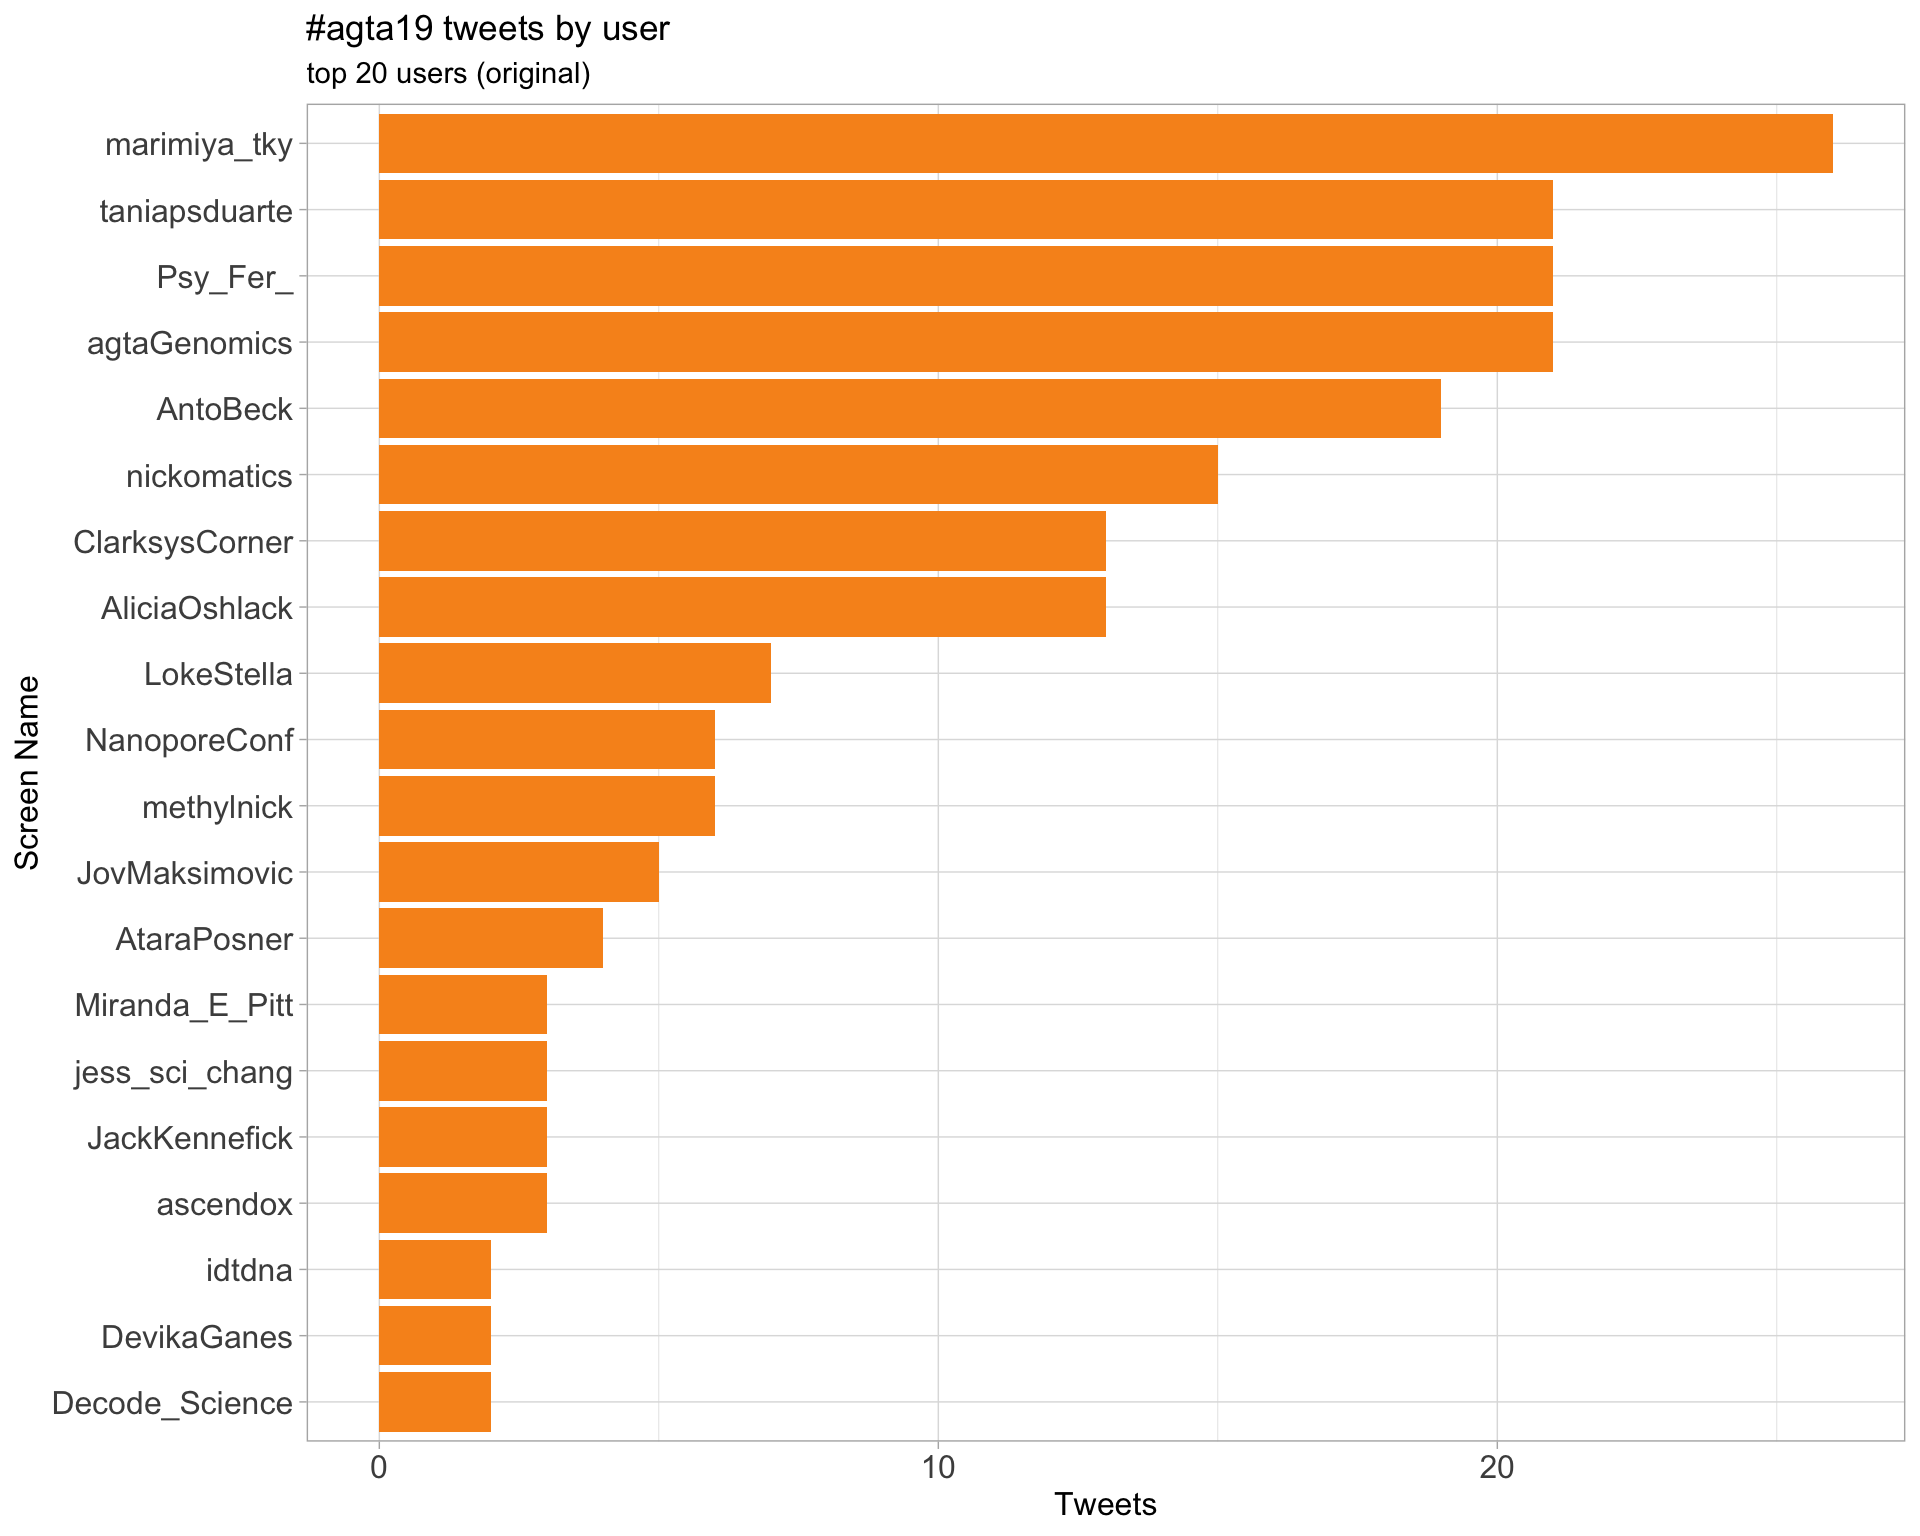 #agta19 tweets by user
top 20 users (original)
marimiya_tky
taniapsduarte
Psy_Fer_
agtaGenomics
AntoBeck
nickomatics
ClarksysCorner
AliciaOshlack
LokeStella
NanoporeConf
methylnick
JovMaksimovic
AtaraPosner
Miranda_E_Pitt
jess_sci_chang
JackKennefick
ascendox
idtdna
DevikaGanes
Decode_Science
Screen Name
0 10 20
Tweets